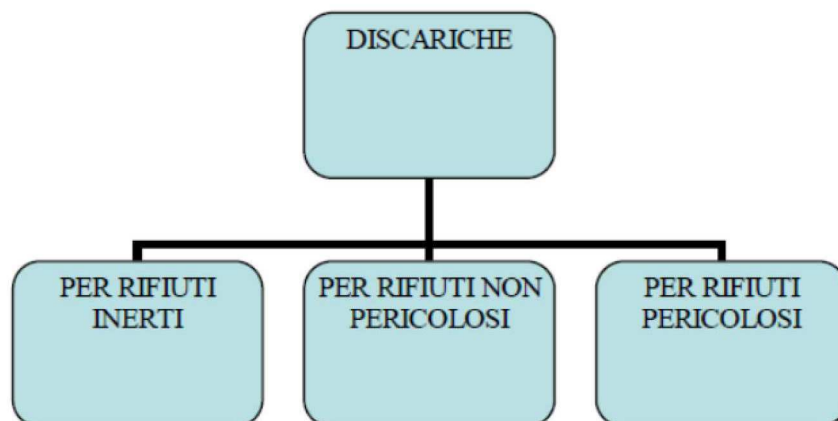 DISCARICHE
PER RIFIUTI
INERTI
PER RIFIUTI NON
PERICOLOSI
PER RIFIUTI
PERICOLOSI